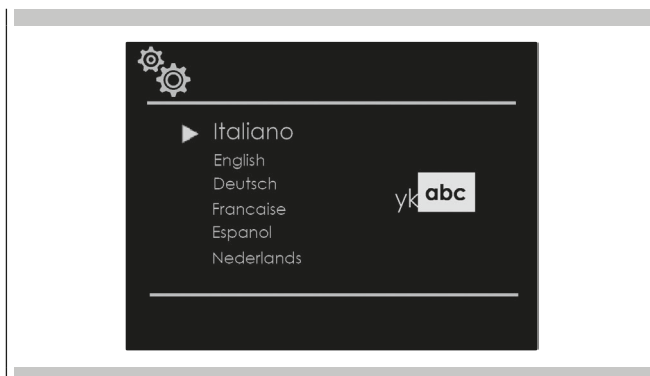 Italiano
English
Deutsch
Francaise
Espanol
Nederlands
yk abc